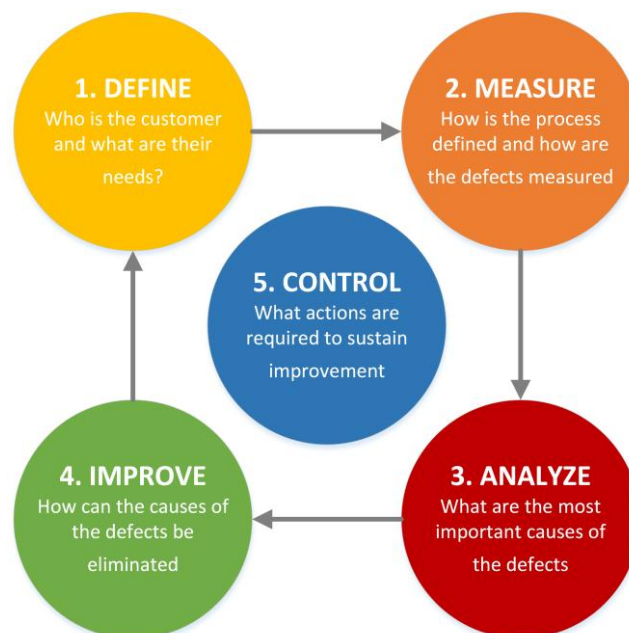 1. DEFINE
Who is the customer
and what are their
needs?
2. MEASURE
How is the process
defined and how are
the defects measured
5. CONTROL
What actions are
required to sustain
improvement
4. IMPROVE
How can the causes of
the defects be
eliminated
3. ANALYZE
What are the most
important causes of
the defects